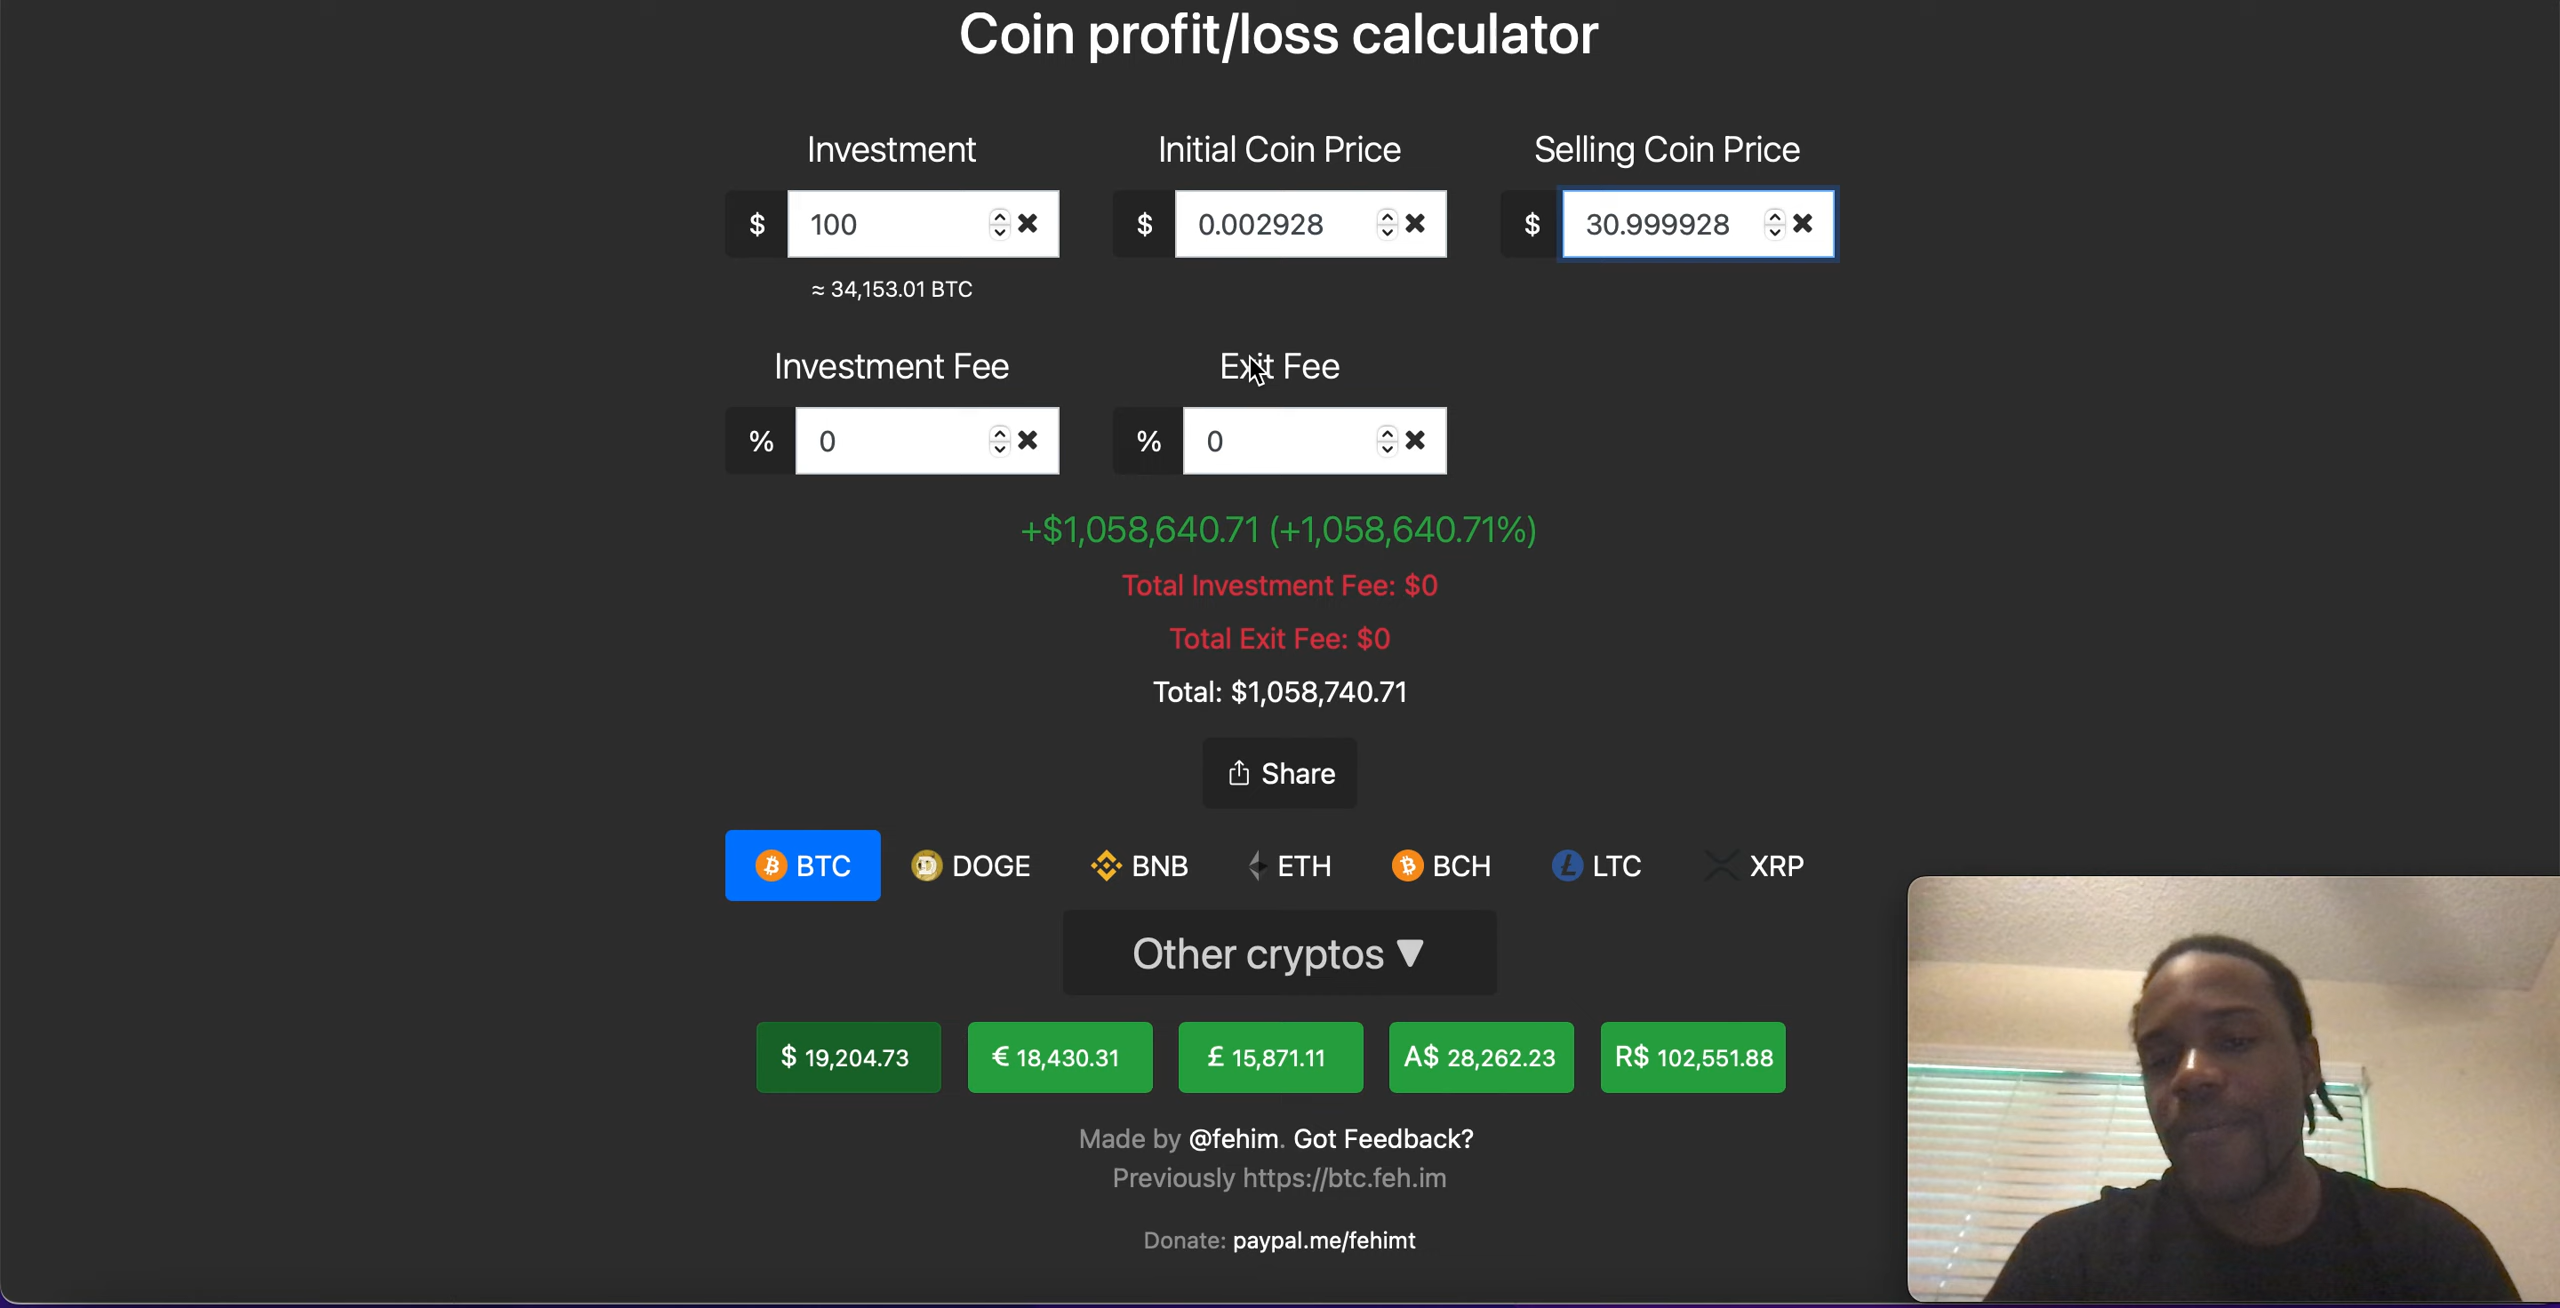 Coin profit/loss calculator
Investment Initial Coin Price Selling Coin Price
$ 100 $ 0.002928 $ 30.999928
≈ 34,153.01 BTC
Investment Fee Exit Fee
% 0 % 0
+$1,058,640.71 (+1,058,640.71%)
Total Investment Fee: $0
Total Exit Fee: $0
Total: $1,058,740.71
Share
BTC DOGE BNB ETH BCH LTC XRP
Other cryptos ▼
$ 19,204.73 € 18,430.31 £ 15,871.11 A$ 28,262.23 R$ 102,551.88
Made by @fehim. Got Feedback?
Previously https://btc.feh.im
Donate: paypal.me/fehimt